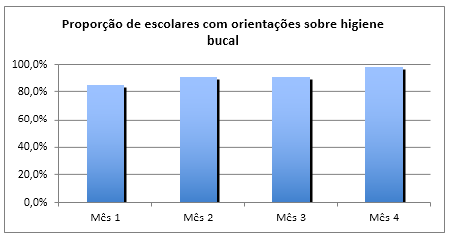 Proporção de escolares com orientações sobre higiene
bucal
100,0%
80,0%
60,0%
40,0%
20,0%
0,0%
Mês 1 Mês 2 Mês 3 Mês 4